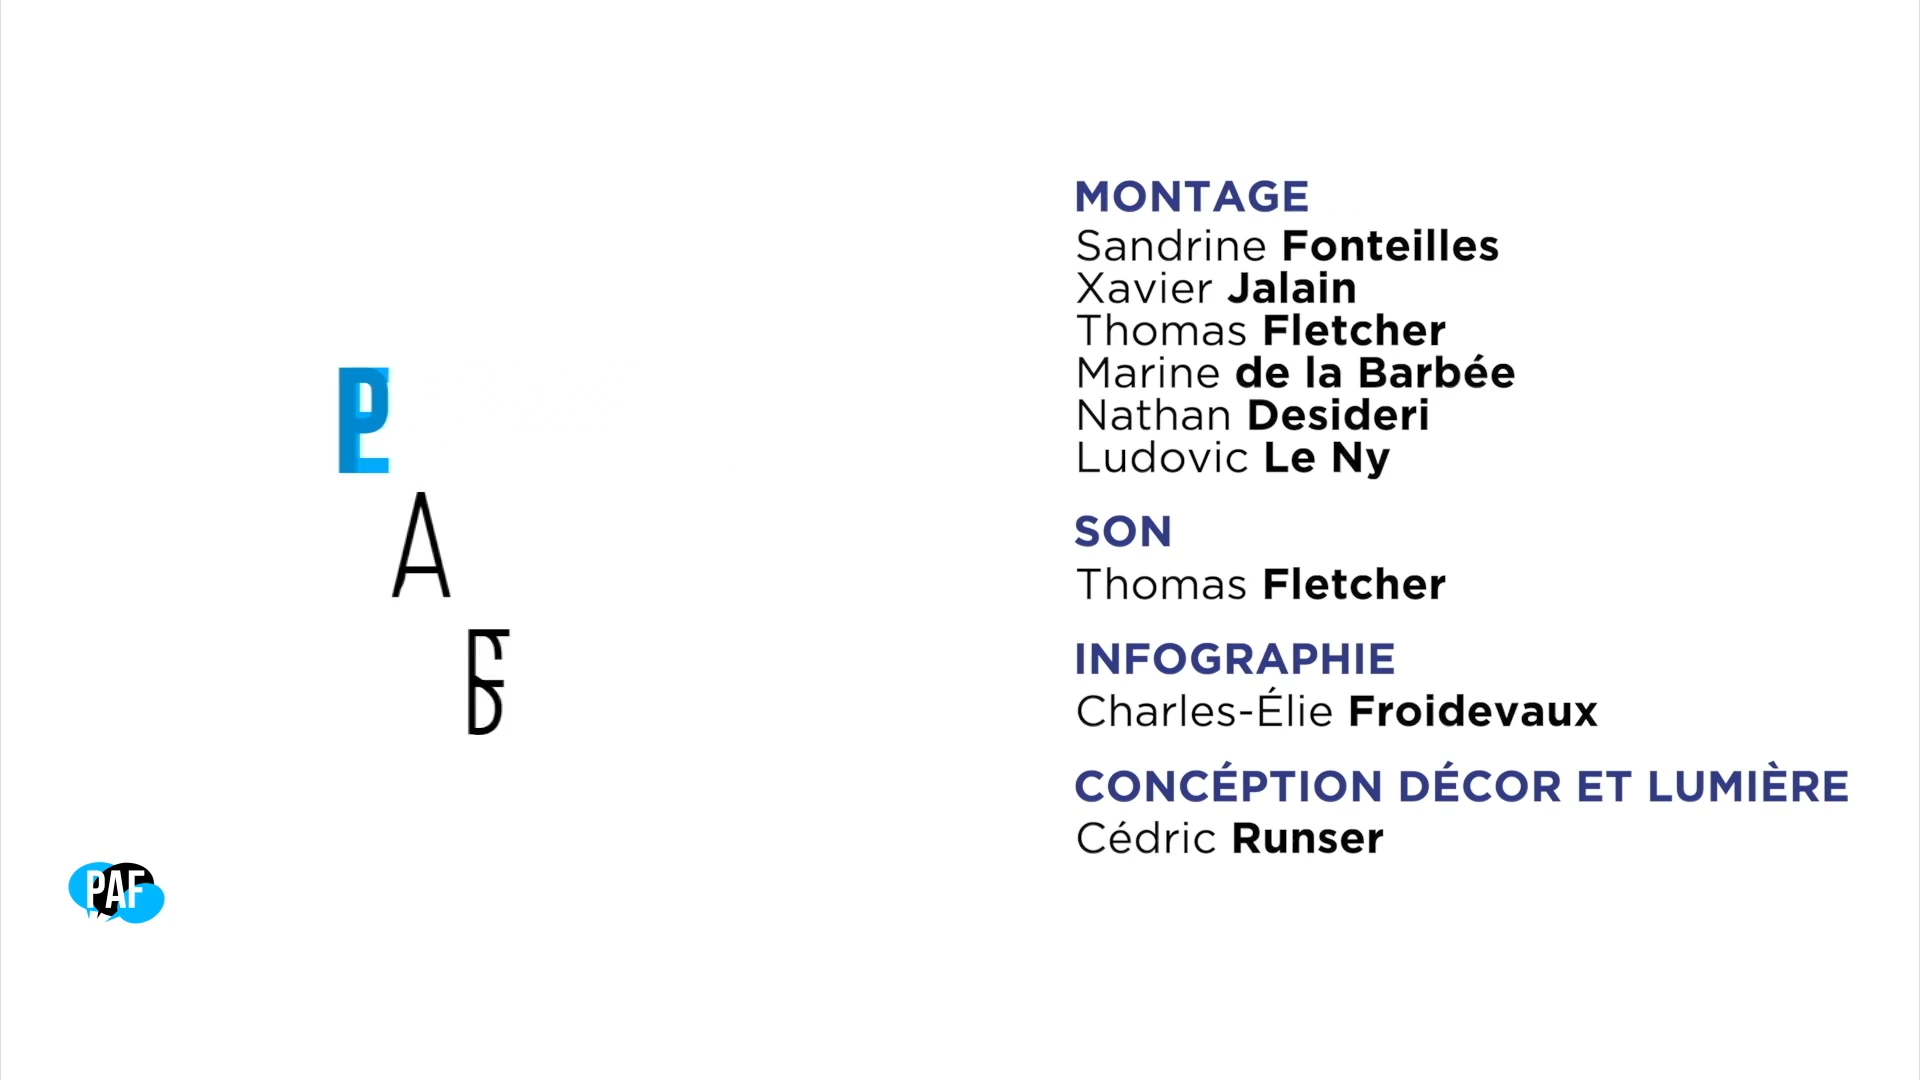 MONTAGE
Sandrine Fonteilles
Xavier Jalain
Thomas Fletcher
Marine de la Barbée
Nathan Desideri
Ludovic Le Ny
SON
Thomas Fletcher
INFOGRAPHIE
Charles-Élie Froidevaux
CONCÉPTION DÉCOR ET LUMIÈRE
Cédric Runser
A
PAF